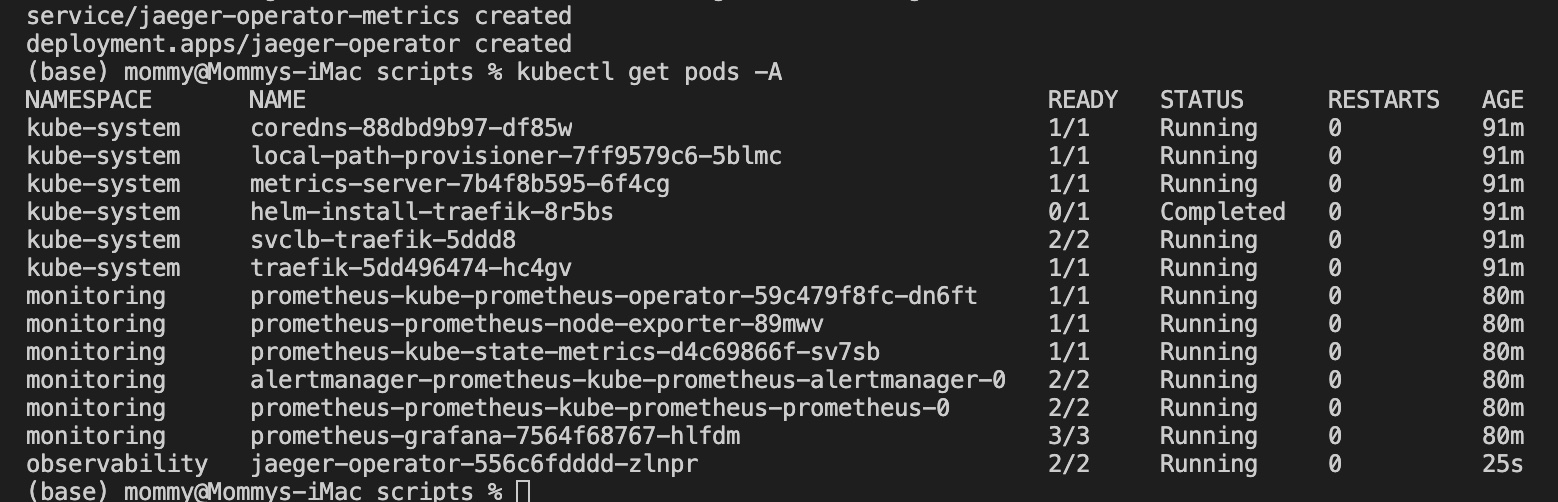 service/jaeger-operator-metrics created
deployment.apps/jaeger-operator created
(base) mommy@Mommys-iMac scripts % kubectl get pods -A
NAMESPACE NAME READY STATUS RESTARTS AGE
kube-system coredns-88dbd9b97-df85w 1/1 Running 0 91m
kube-system local-path-provisioner-7ff9579c6-5blmc 1/1 Running 0 91m
kube-system metrics-server-7b4f8b595-6f4cg 1/1 Running 0 91m
kube-system helm-install-traefik-8r5bs 0/1 Completed 0 91m
kube-system svclb-traefik-5ddd8 2/2 Running 0 91m
kube-system traefik-5dd496474-hc4gv 1/1 Running 0 91m
monitoring prometheus-kube-prometheus-operator-59c479f8fc-dn6ft 1/1 Running 0 80m
monitoring prometheus-prometheus-node-exporter-89mwv 1/1 Running 0 80m
monitoring prometheus-kube-state-metrics-d4c69866f-sv7sb 1/1 Running 0 80m
monitoring alertmanager-prometheus-kube-prometheus-alertmanager-0 2/2 Running 0 80m
monitoring prometheus-prometheus-kube-prometheus-prometheus-0 2/2 Running 0 80m
monitoring prometheus-grafana-7564f68767-hlfdm 3/3 Running 0 80m
observability jaeger-operator-556c6fdddd-zlnpr 2/2 Running 0 25s
(base) mommy@Mommys-iMac scripts %